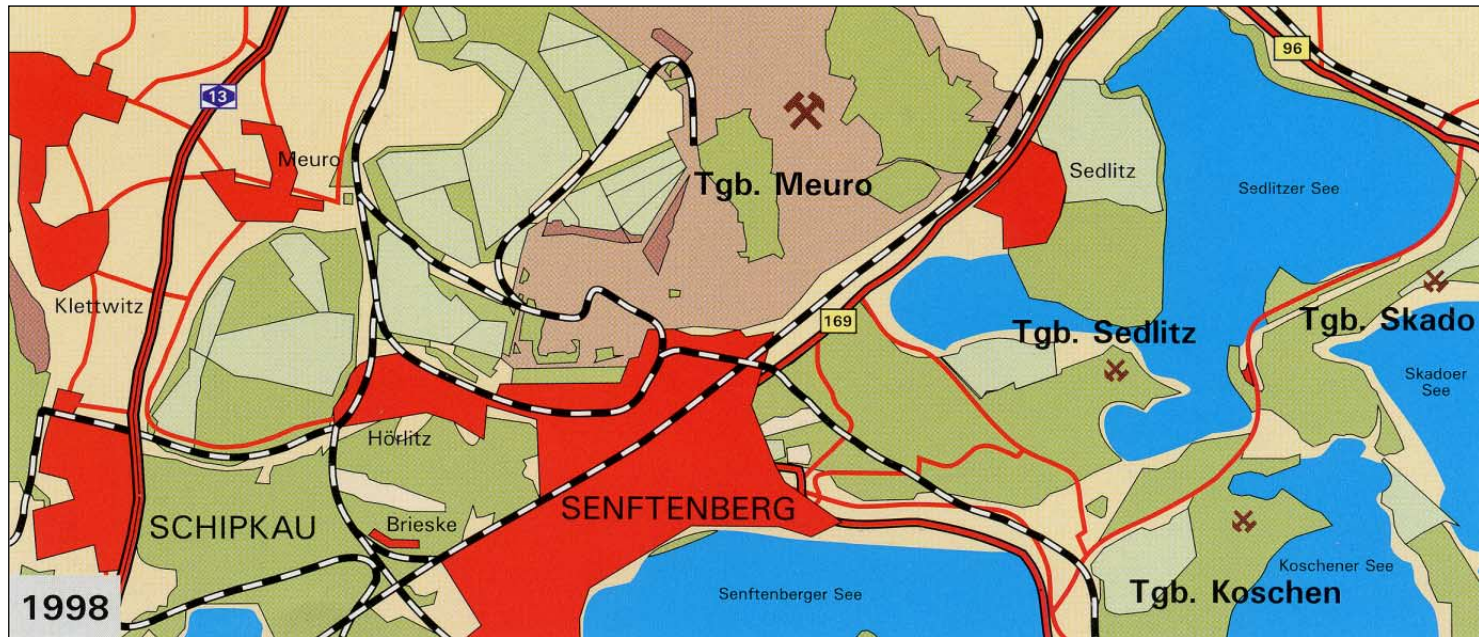 96
13
Meuro
Tgb. Meuro
Sedlitz
Sedlitzer See
Klettwitz
169
Tgb. Sedlitz
Tgb. Skado
Skadoer
See
Hörlitz
SCHIPKAU
Brieske
SENFTENBERG
Koschener See
Senftenberger See
Tgb. Koschen
1998